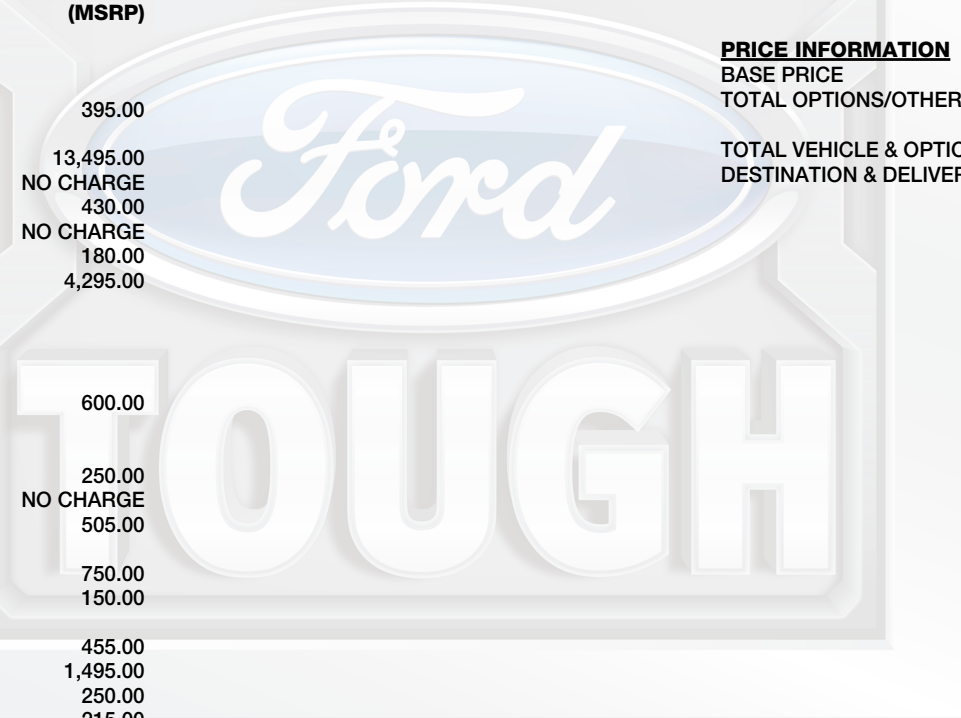 (MSRP)
395.00
13,495.00
NO CHARGE
430.00
NO CHARGE
180.00
4,295.00
600.00
250.00
NO CHARGE
505.00
750.00
150.00
455.00
1,495.00
250.00
PRICE INFORMATION
BASE PRICE
TOTAL OPTIONS/OTHER
TOTAL VEHICLE & OPTIO
DESTINATION & DELIVER
Ford
TOUGH